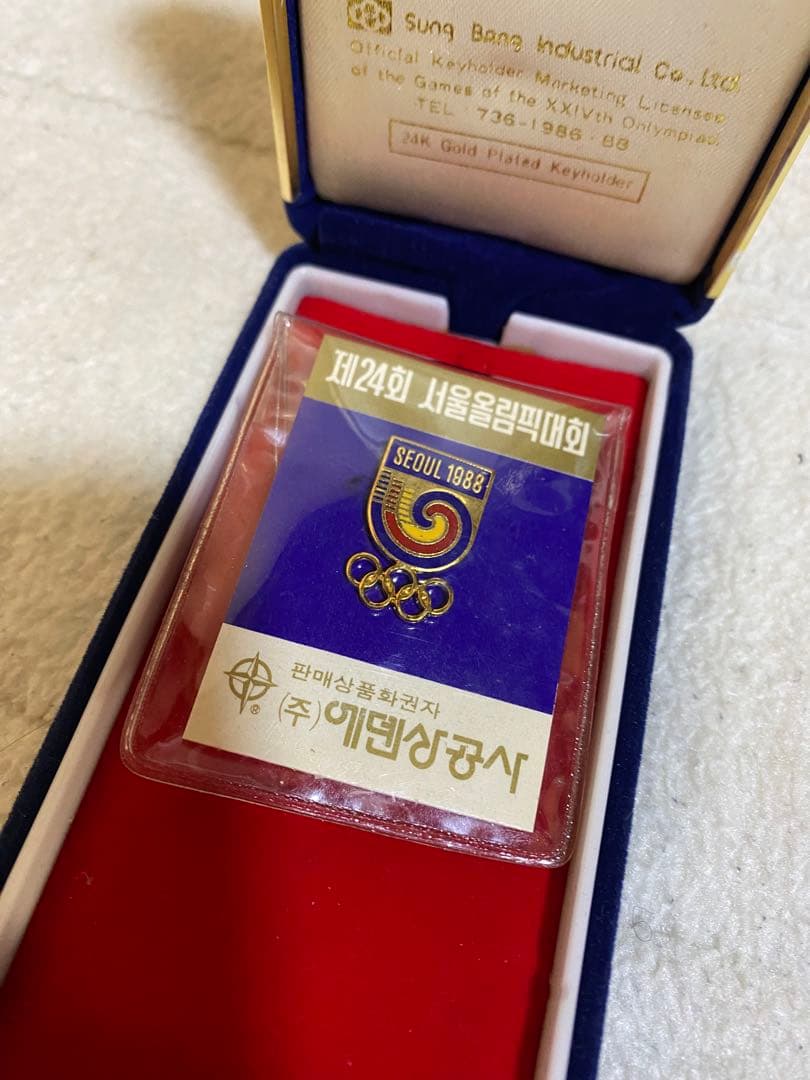 Sung Bang Industrial Co., Ltd.
Official Keyholder Marketing Licensee
of the Games of the XXIVth Onlympiad.
TEL : 736-1986·88
24K Gold Plated Keyholder
제24회 서울올림픽대회
SEOUL 1988
판매상품화권자
(주)에덴상공사
®